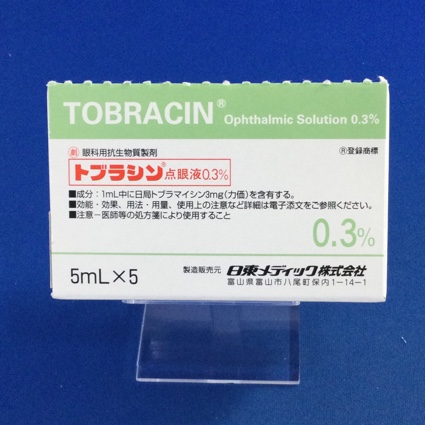 TOBRACIN® Ophthalmic Solution 0.3%
劇 眼科用抗生物質製剤 ®登録商標
トブラシン®点眼液0.3%
■成分：1mL中に日局トブラマイシン3mg（力価）を含有する。
■効能・効果、用法・用量、使用上の注意など詳細は電子添文をご参照ください。
■注意－医師等の処方箋により使用すること
0.3%
5mL×5
製造販売元 日東メディック株式会社
富山県富山市八尾町保内1－14－1